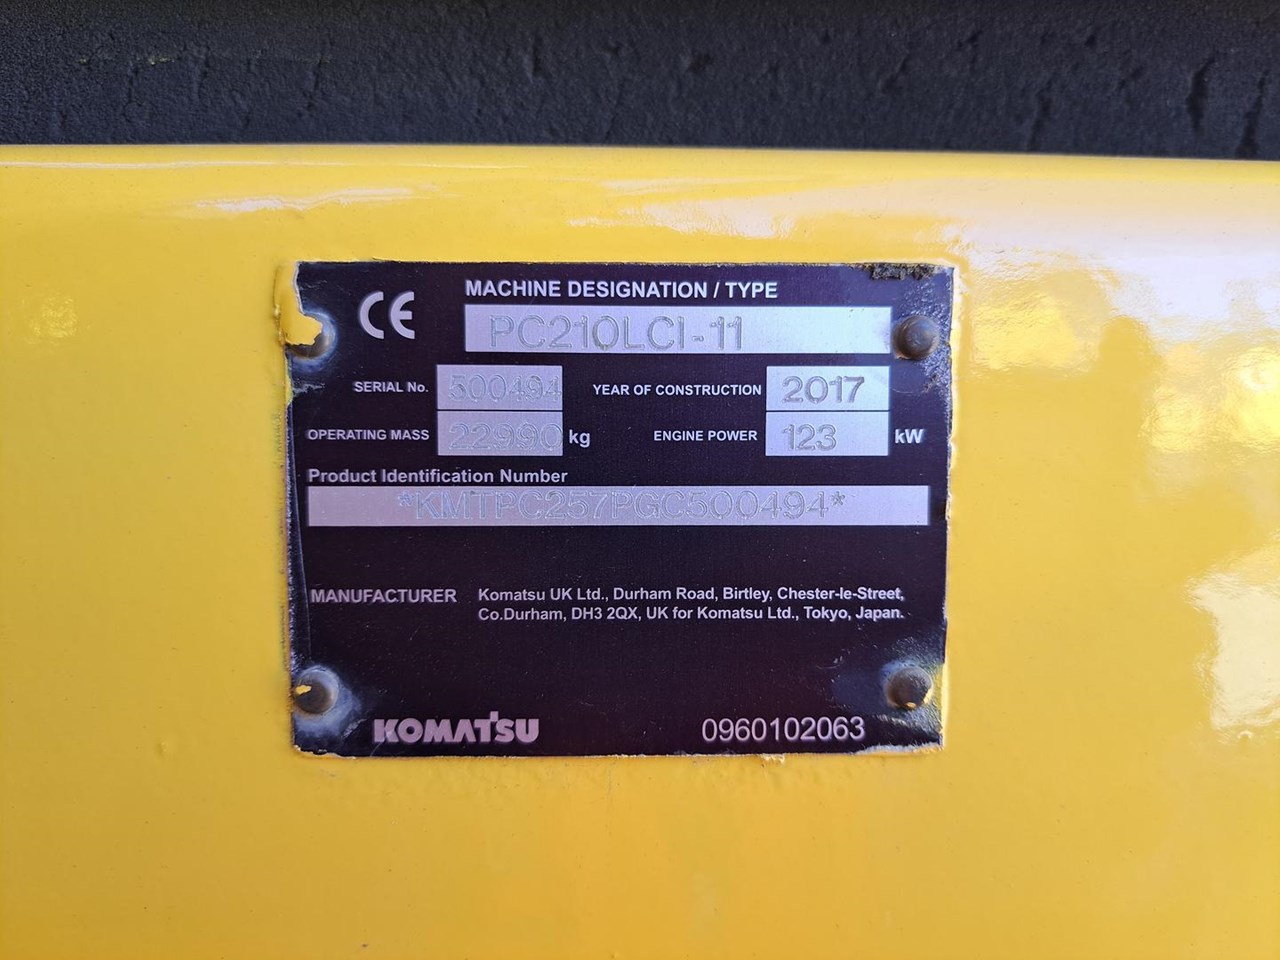 CE
MACHINE DESIGNATION / TYPE
PC210LCI-11
SERIAL No. 500494 YEAR OF CONSTRUCTION 2017
OPERATING MASS 22990 kg ENGINE POWER 123 kW
Product Identification Number
*KMTPC257PGC500494*
MANUFACTURER Komatsu UK Ltd., Durham Road, Birtley, Chester-le-Street,
Co.Durham, DH3 2QX, UK for Komatsu Ltd., Tokyo, Japan.
KOMATSU 0960102063